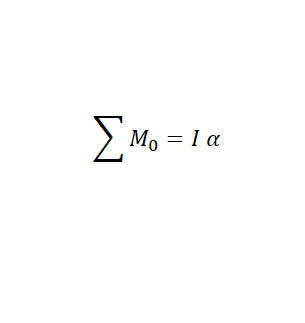 ∑ M₀ = I α